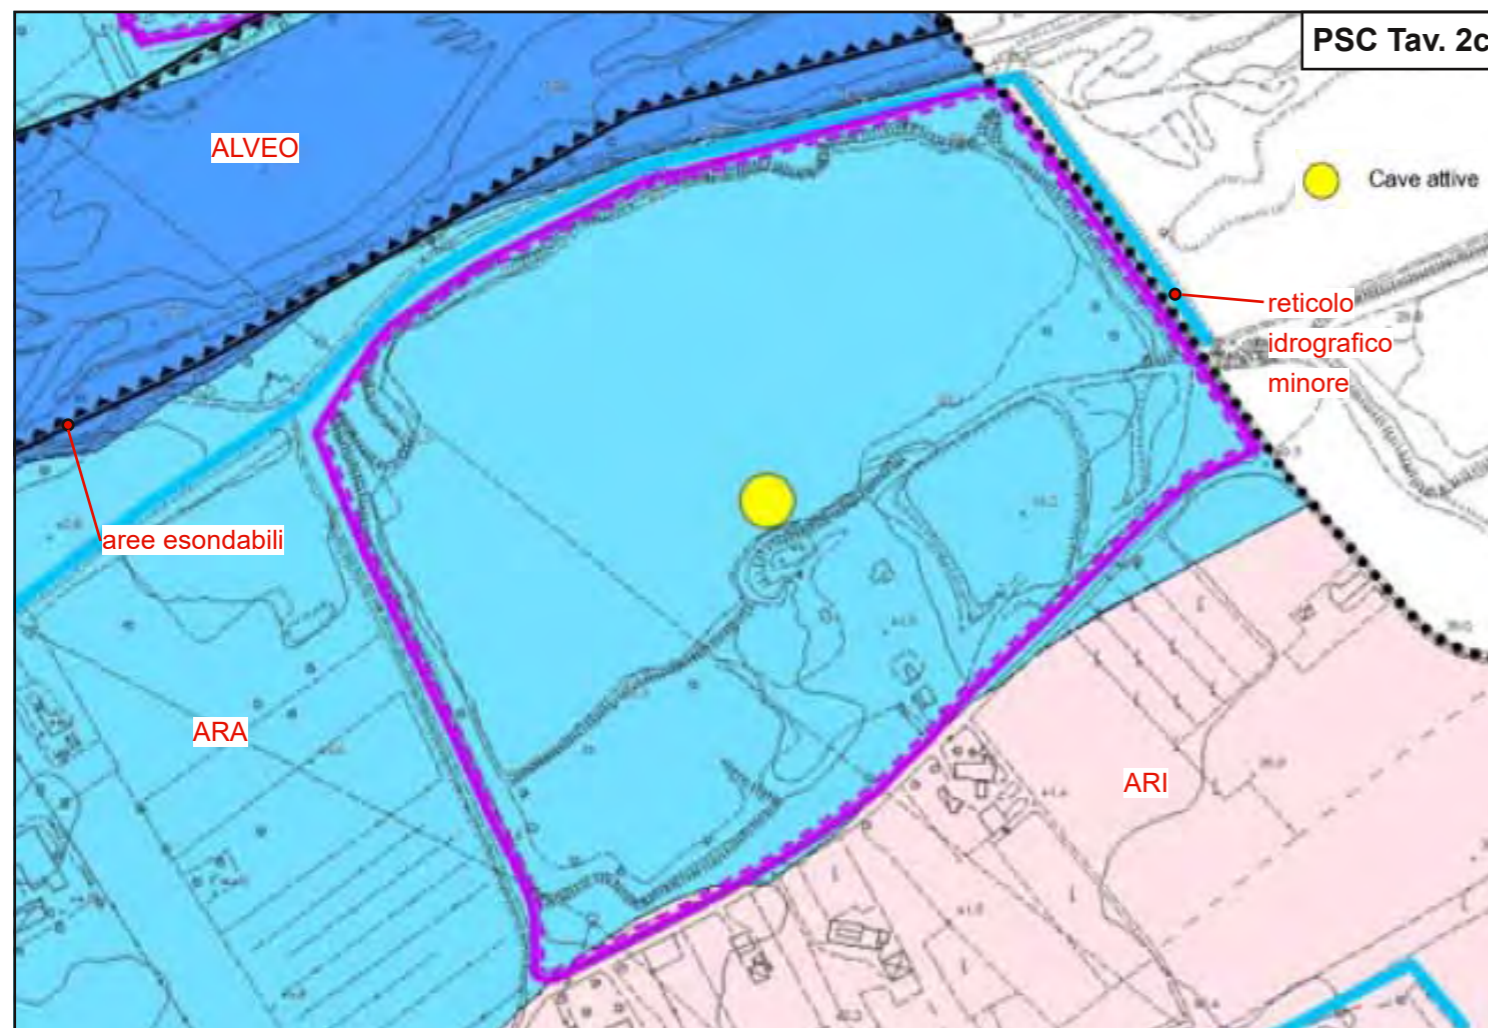 PSC Tav. 2c
ALVEO
Cave attive
reticolo
idrografico
minore
aree esondabili
ARA
ARI